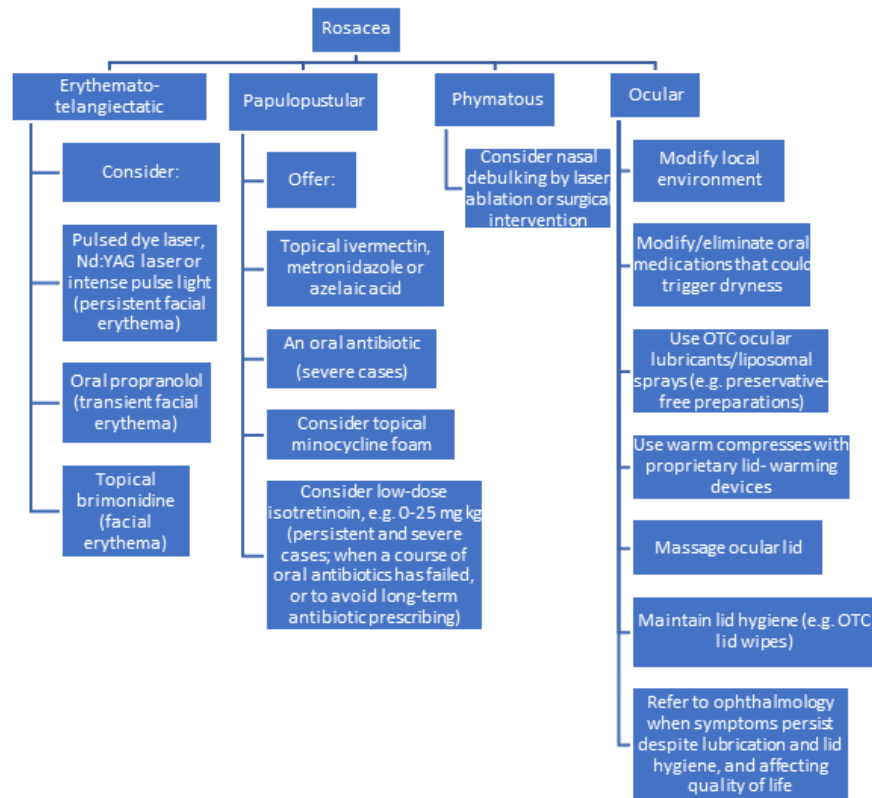 Rosacea
Erythemato-
telangiectatic
Consider:
Pulsed dye laser,
Nd:YAG laser or
intense pulse light
(persistent facial
erythema)
Oral propranolol
(transient facial
erythema)
Topical
brimonidine
(facial
erythema)
Papulopustular
Offer:
Topical ivermectin,
metronidazole or
azelaic acid
An oral antibiotic
(severe cases)
Consider topical
minocycline foam
Consider low-dose
isotretinoin, e.g. 0-25 mg kg
(persistent and severe
cases; when a course of
oral antibiotics has failed,
or to avoid long-term
antibiotic prescribing)
Phymatous
Consider nasal
debulking by laser
ablation or surgical
intervention
Ocular
Modify local
environment
Modify/eliminate oral
medications that could
trigger dryness
Use OTC ocular
lubricants/liposomal
sprays (e.g. preservative-
free preparations)
Use warm compresses with
proprietary lid- warming
devices
Massage ocular lid
Maintain lid hygiene (e.g. OTC
lid wipes)
Refer to ophthalmology
when symptoms persist
despite lubrication and lid
hygiene, and affecting
quality of life